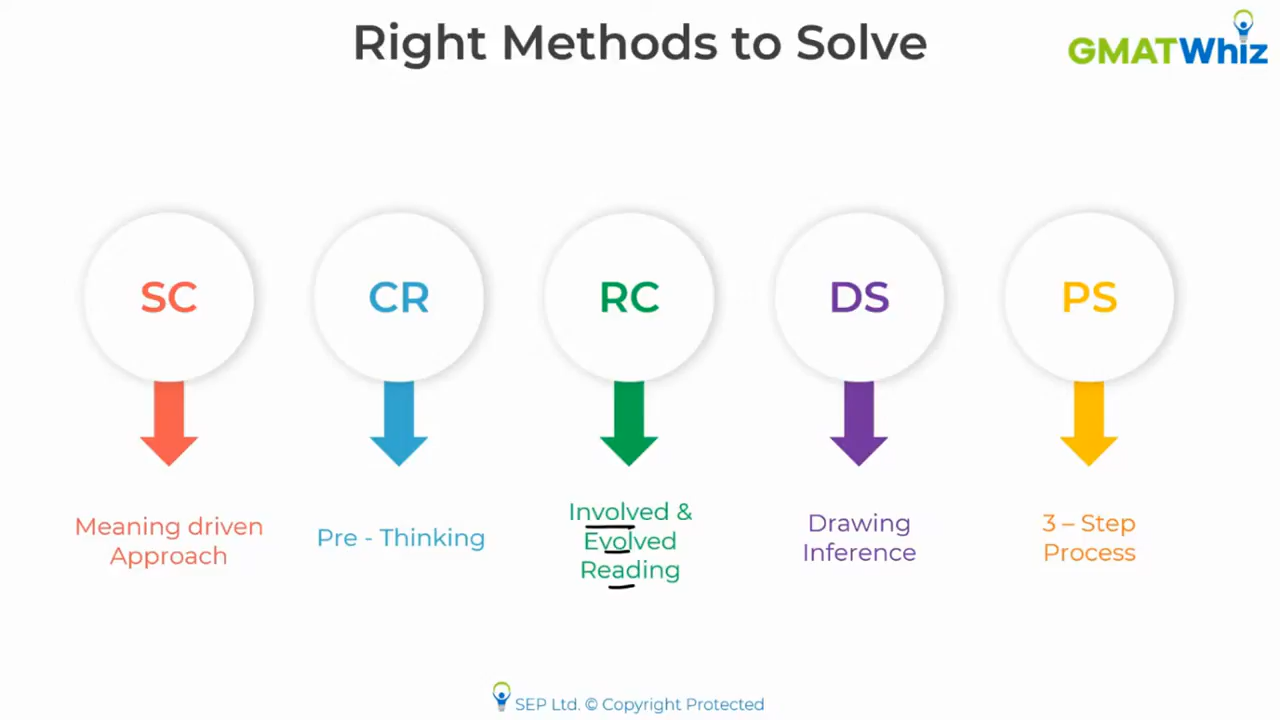 Right Methods to Solve
GMATWhiz
SC
CR
RC
DS
PS
Meaning driven
Approach
Pre - Thinking
Involved &
Evolved
Reading
Drawing
Inference
3 – Step
Process
SEP Ltd. © Copyright Protected